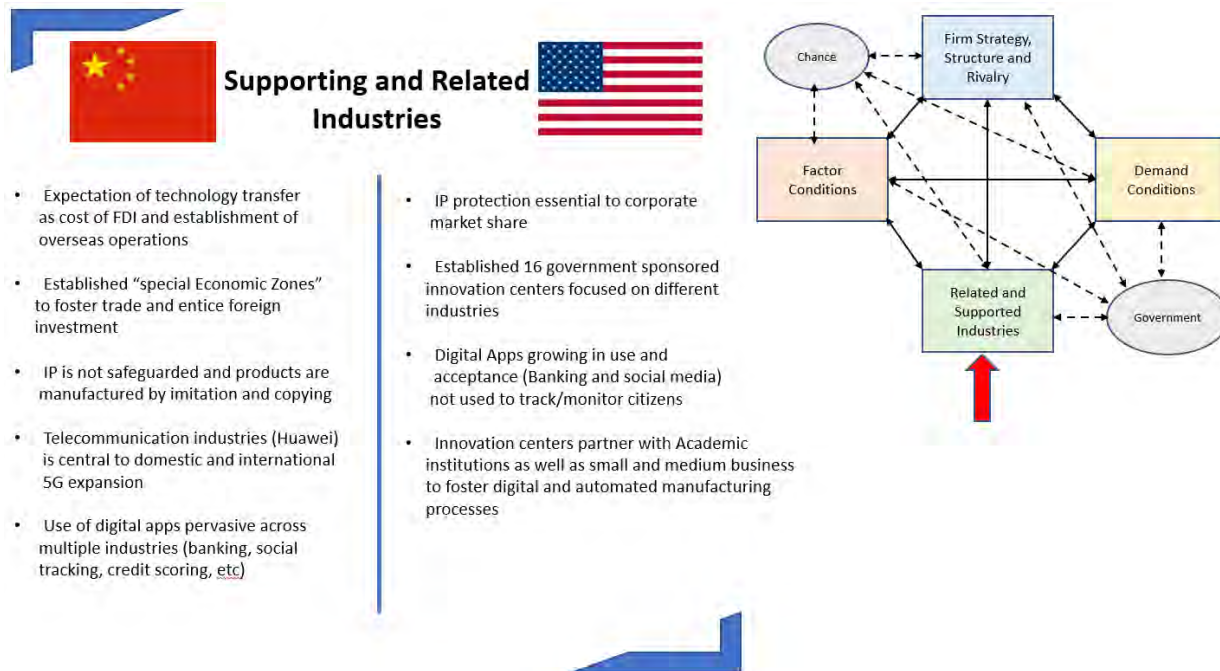 Supporting and Related
Industries
• Expectation of technology transfer
as cost of FDI and establishment of
overseas operations
• Established “special Economic Zones”
to foster trade and entice foreign
investment
• IP is not safeguarded and products are
manufactured by imitation and copying
• Telecommunication industries (Huawei)
is central to domestic and international
5G expansion
• Use of digital apps pervasive across
multiple industries (banking, social
tracking, credit scoring, etc)
• IP protection essential to corporate
market share
• Established 16 government sponsored
innovation centers focused on different
industries
• Digital Apps growing in use and
acceptance (Banking and social media)
not used to track/monitor citizens
• Innovation centers partner with Academic
institutions as well as small and medium business
to foster digital and automated manufacturing
processes
Chance
Firm Strategy,
Structure and
Rivalry
Factor
Conditions
Demand
Conditions
Related and
Supported
Industries
Government